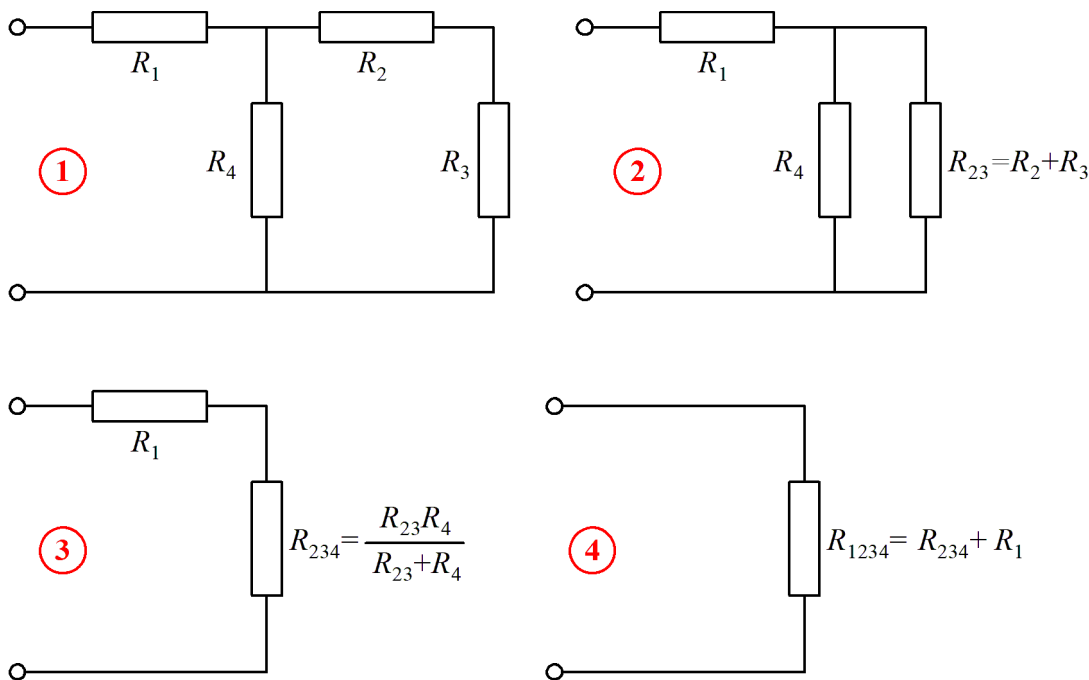 R₁
R₂
R₄
R₃
1
R₁
R₄
R₂₃=R₂+R₃
2
R₁
R₂₃₄= R₂₃R₄ / R₂₃+R₄
3
R₁₂₃₄= R₂₃₄+ R₁
4